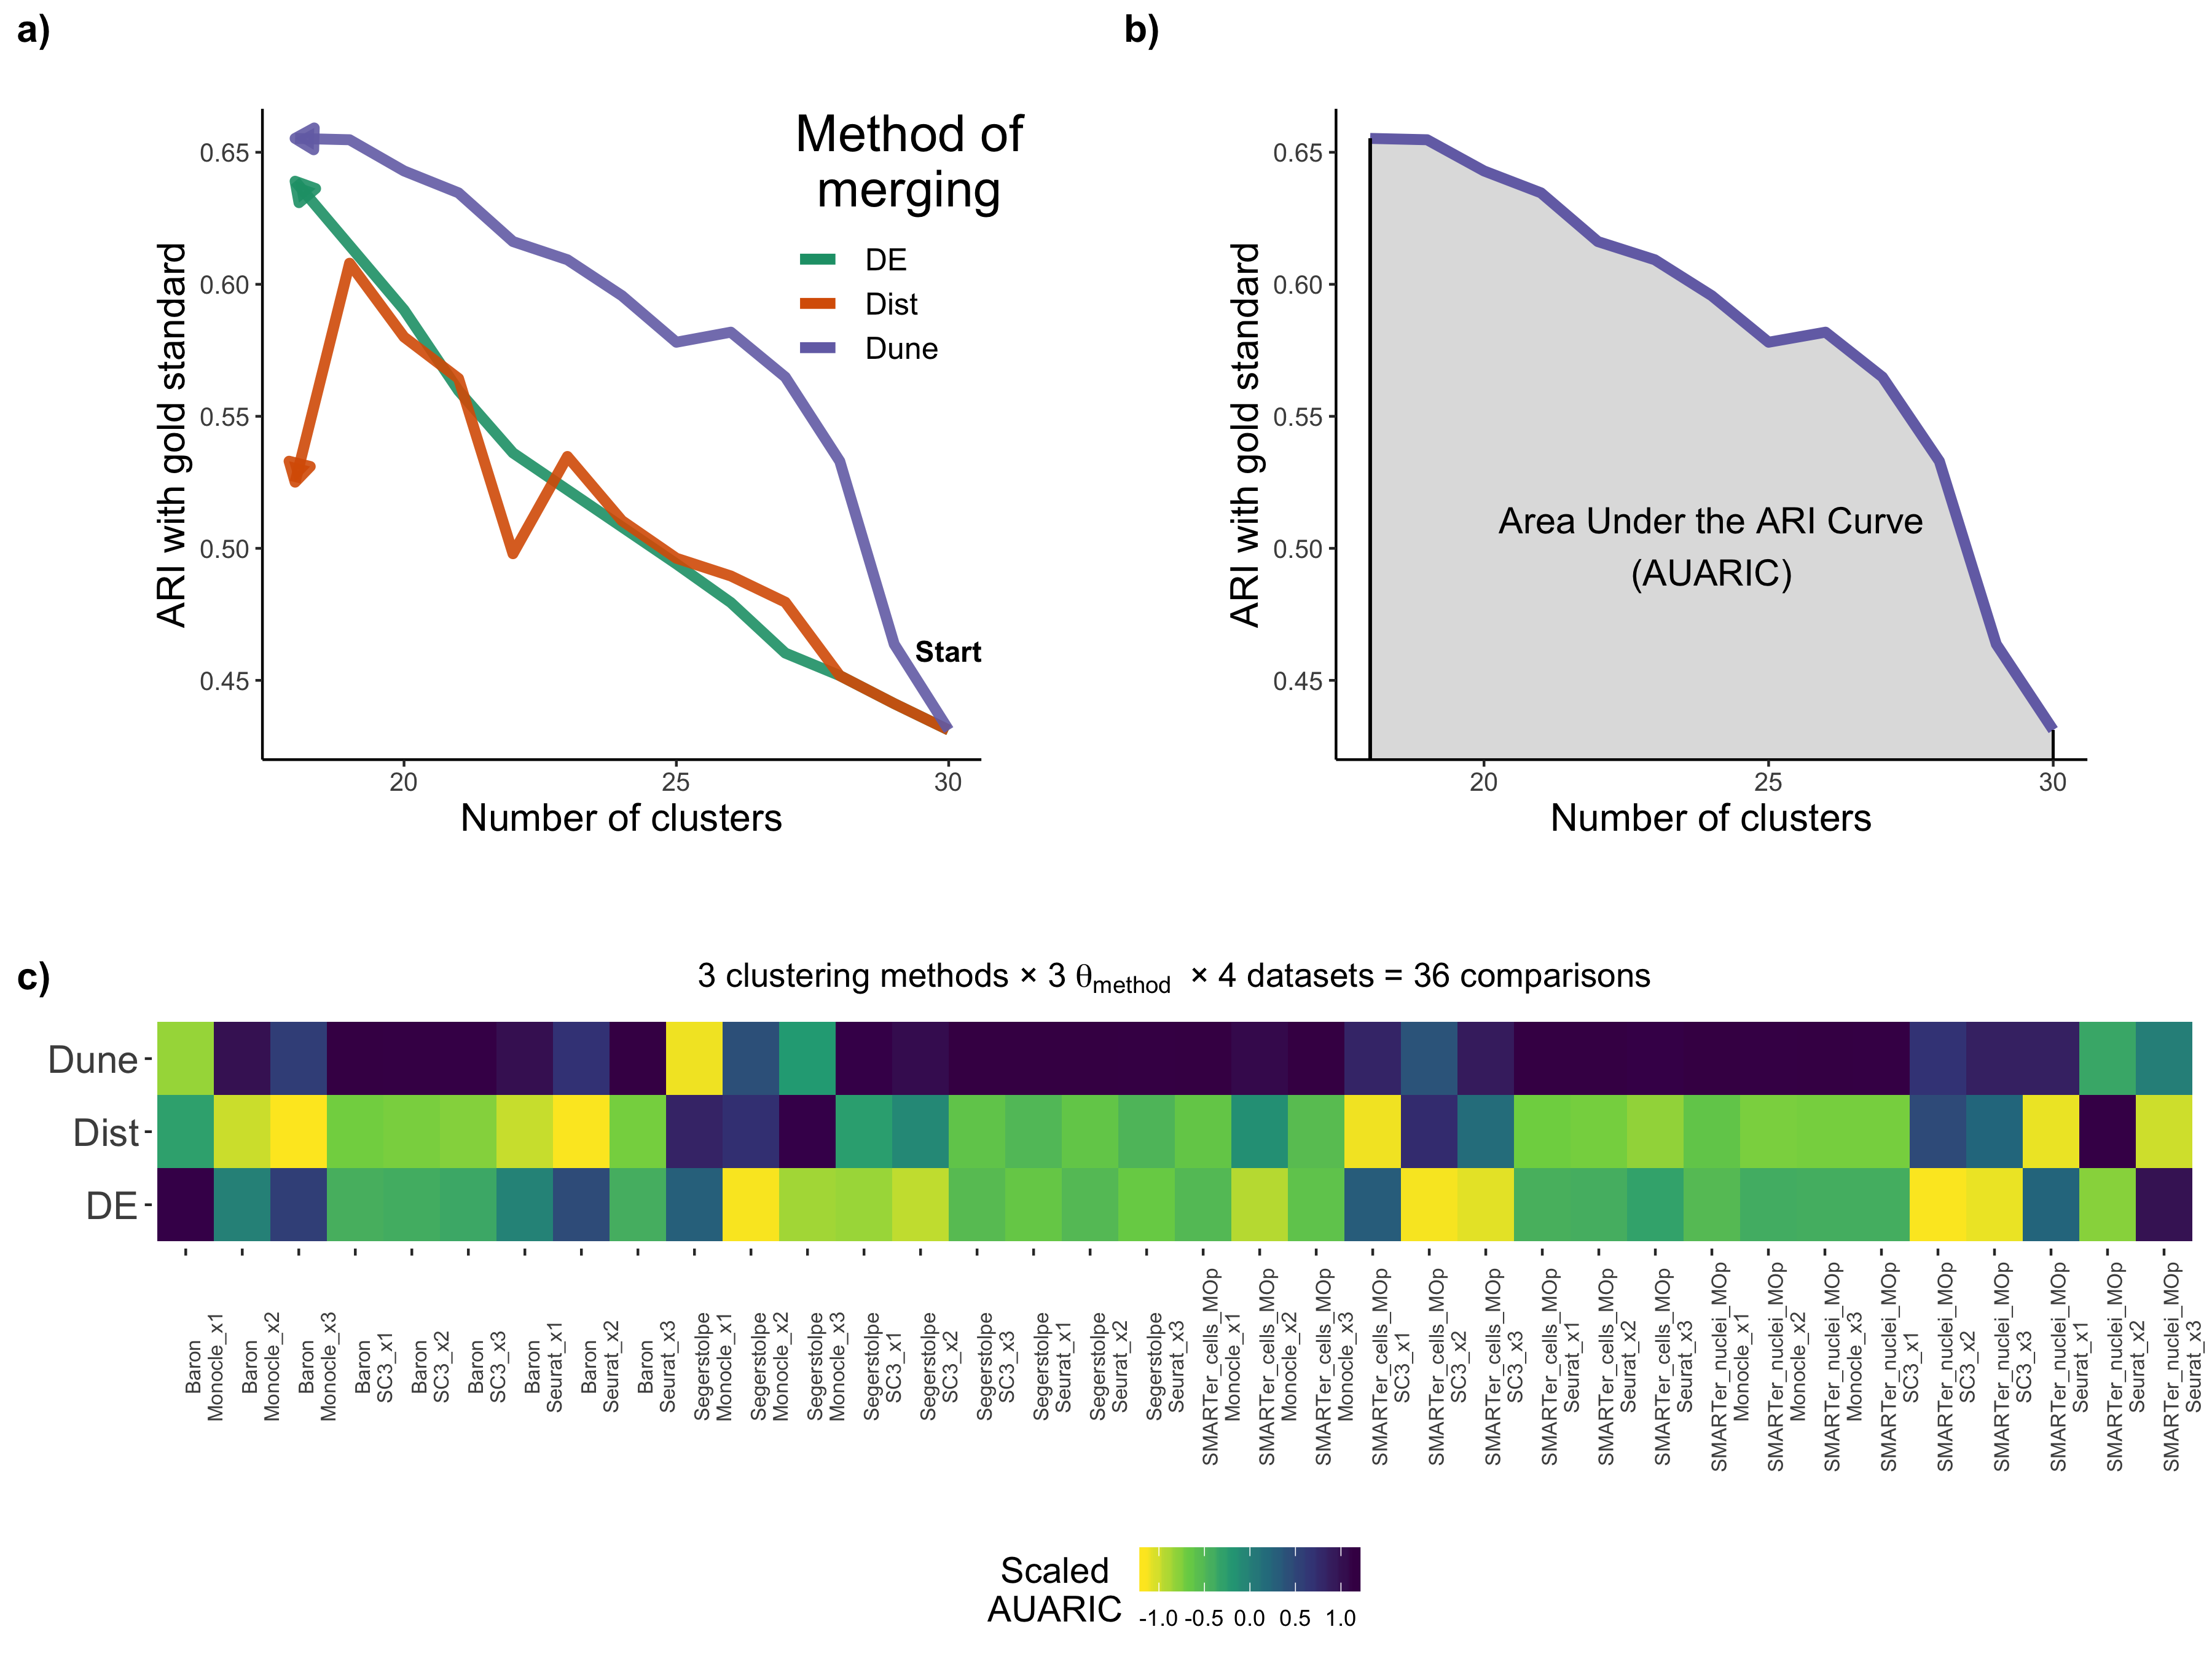 a)
ARI with gold standard
0.65
0.60
0.55
0.50
0.45
20
25
30
Number of clusters
Method of
merging
DE
Dist
Dune
Start
b)
ARI with gold standard
0.65
0.60
0.55
0.50
0.45
20
25
30
Number of clusters
Area Under the ARI Curve
(AUARIC)
c)
3 clustering methods × 3 θmethod × 4 datasets = 36 comparisons
Dune
Dist
DE
Baron
Monocle_x1
Baron
Monocle_x2
Baron
Monocle_x3
Baron
SC3_x1
Baron
SC3_x2
Baron
SC3_x3
Baron
Seurat_x1
Baron
Seurat_x2
Baron
Seurat_x3
Segerstolpe
Monocle_x1
Segerstolpe
Monocle_x2
Segerstolpe
Monocle_x3
Segerstolpe
SC3_x1
Segerstolpe
SC3_x2
Segerstolpe
SC3_x3
Segerstolpe
Seurat_x1
Segerstolpe
Seurat_x2
Segerstolpe
Seurat_x3
SMARTer_cells_MOp
Monocle_x1
SMARTer_cells_MOp
Monocle_x2
SMARTer_cells_MOp
Monocle_x3
SMARTer_cells_MOp
SC3_x1
SMARTer_cells_MOp
SC3_x2
SMARTer_cells_MOp
SC3_x3
SMARTer_cells_MOp
Seurat_x1
SMARTer_cells_MOp
Seurat_x2
SMARTer_cells_MOp
Seurat_x3
SMARTer_nuclei_MOp
Monocle_x1
SMARTer_nuclei_MOp
Monocle_x2
SMARTer_nuclei_MOp
Monocle_x3
SMARTer_nuclei_MOp
SC3_x1
SMARTer_nuclei_MOp
SC3_x2
SMARTer_nuclei_MOp
SC3_x3
SMARTer_nuclei_MOp
Seurat_x1
SMARTer_nuclei_MOp
Seurat_x2
SMARTer_nuclei_MOp
Seurat_x3
Scaled
AUARIC
-1.0 -0.5 0.0 0.5 1.0